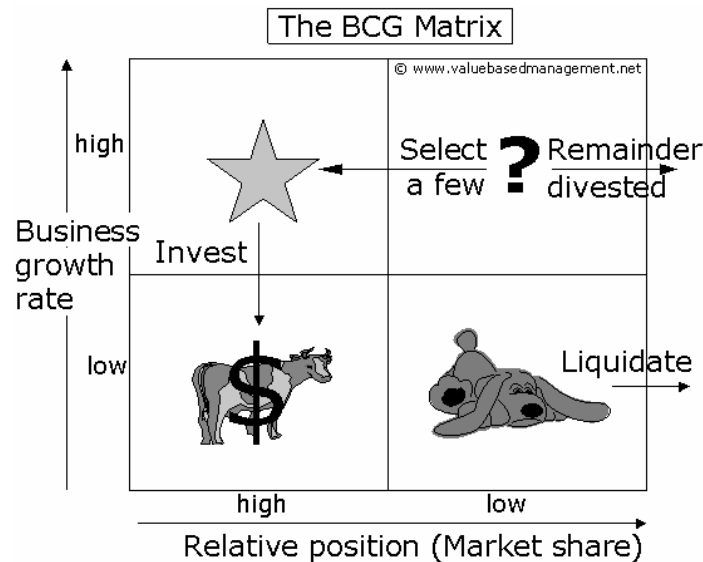 The BCG Matrix
© www.valuebasedmanagement.net
high
Select
a few
?
Remainder
divested
Business
growth
rate
Invest
low
$
Liquidate
high
low
Relative position (Market share)